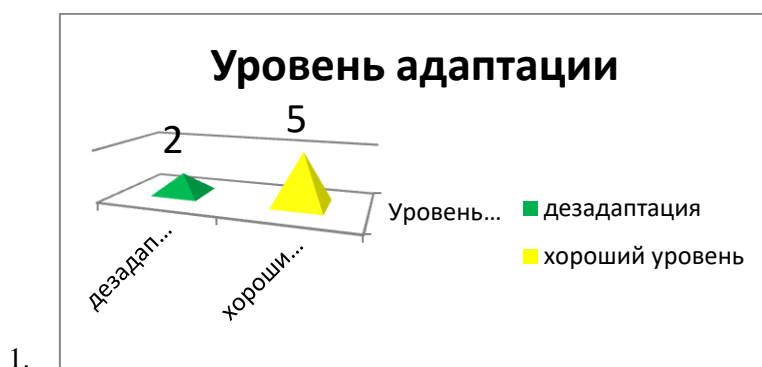 Уровень адаптации
2
5
Уровень…
дезадаптация
хороший уровень
дезадап…
хороши…
1.